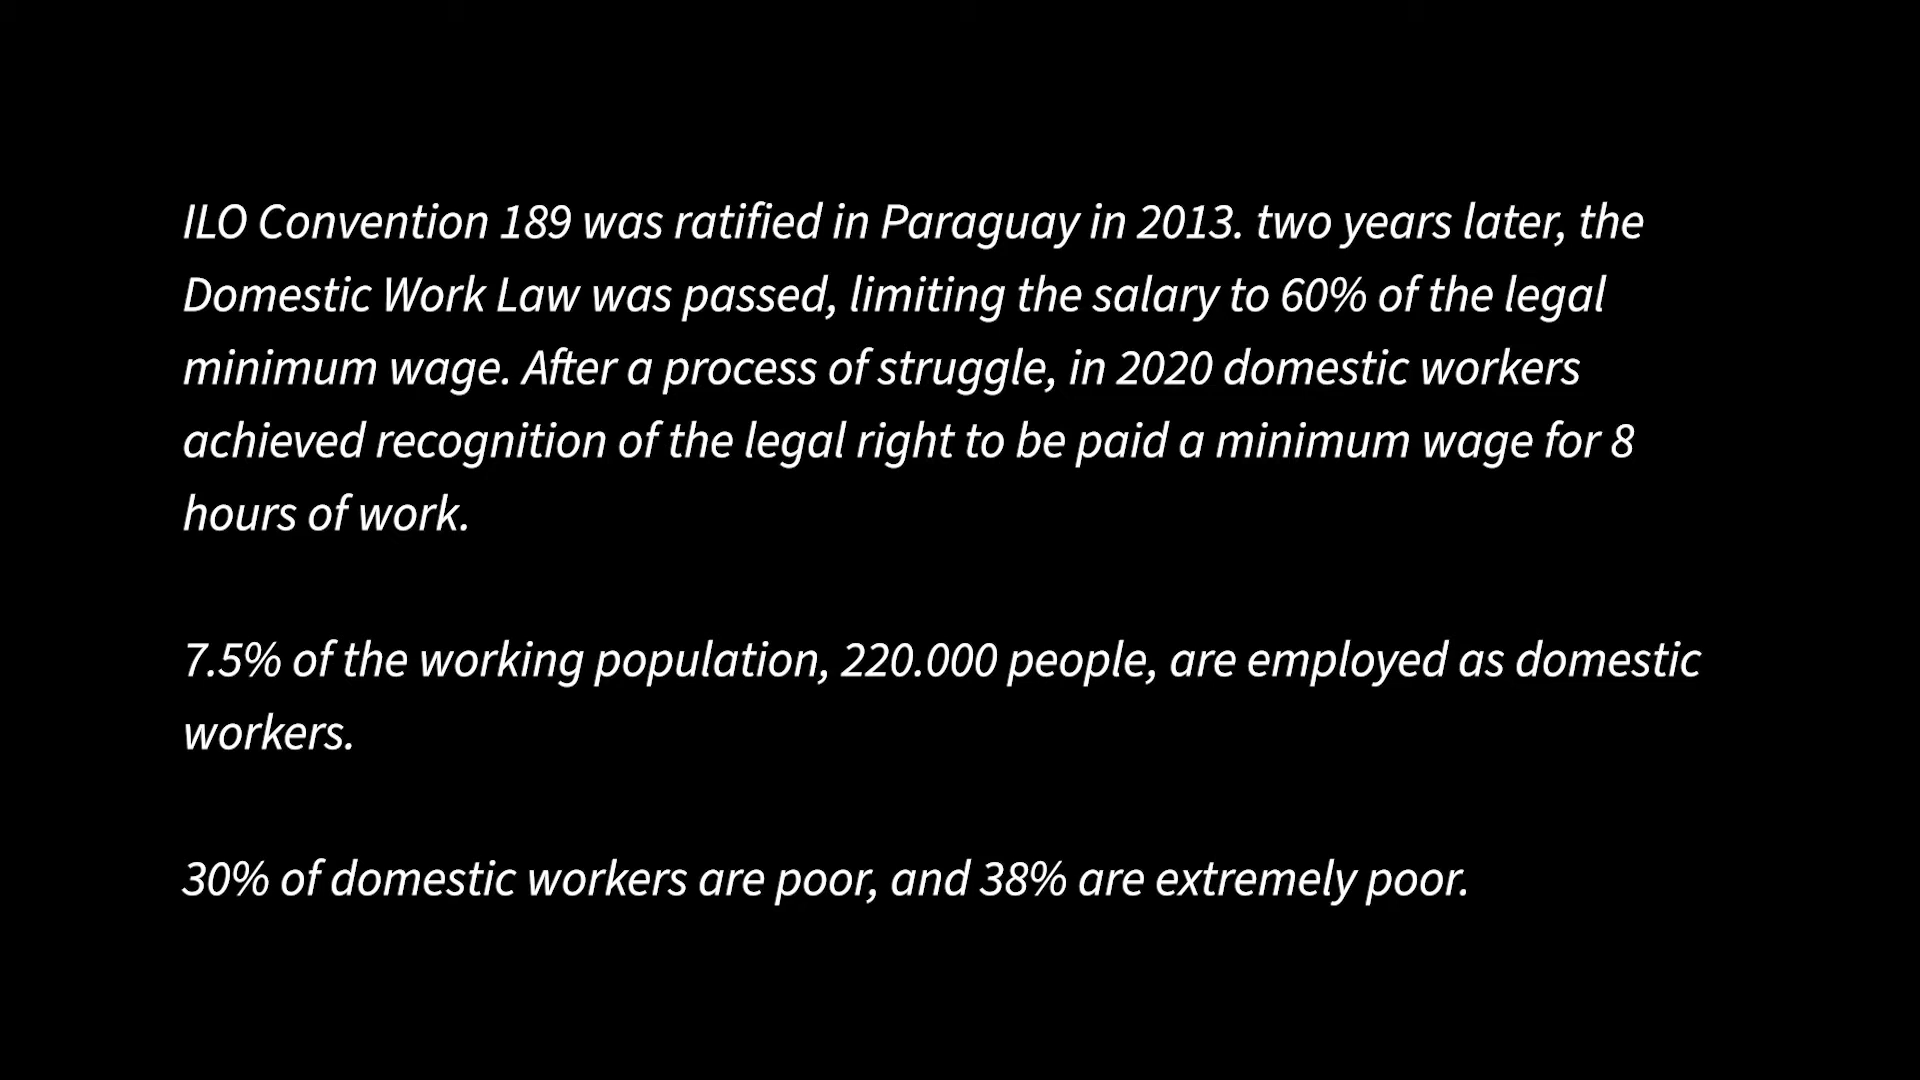 ILO Convention 189 was ratified in Paraguay in 2013. two years later, the
Domestic Work Law was passed, limiting the salary to 60% of the legal
minimum wage. After a process of struggle, in 2020 domestic workers
achieved recognition of the legal right to be paid a minimum wage for 8
hours of work.
7.5% of the working population, 220.000 people, are employed as domestic
workers.
30% of domestic workers are poor, and 38% are extremely poor.